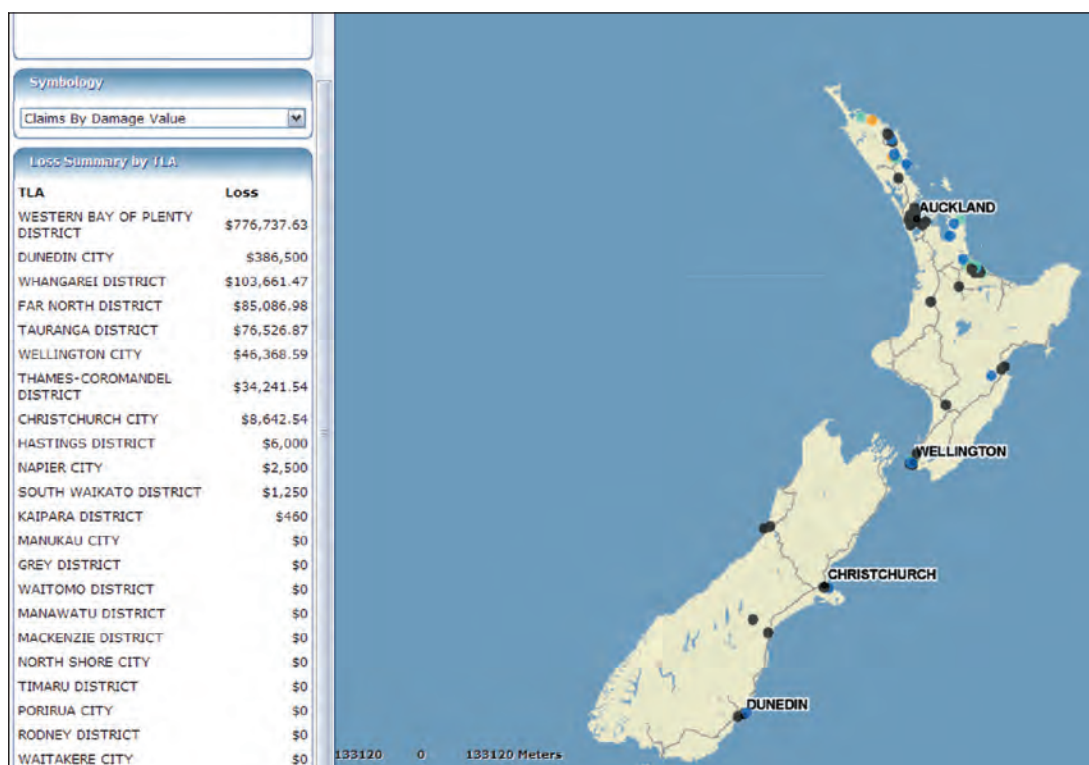 Symbology
Claims By Damage Value
Loss Summary by TLA
TLA Loss
WESTERN BAY OF PLENTY
DISTRICT $776,737.63
DUNEDIN CITY $386,500
WHANGAREI DISTRICT $103,661.47
FAR NORTH DISTRICT $85,086.98
TAURANGA DISTRICT $76,526.87
WELLINGTON CITY $46,368.59
THAMES-COROMANDEL
DISTRICT $34,241.54
CHRISTCHURCH CITY $8,642.54
HASTINGS DISTRICT $6,000
NAPIER CITY $2,500
SOUTH WAIKATO DISTRICT $1,250
KAIPARA DISTRICT $460
MANUKAU CITY $0
GREY DISTRICT $0
WAITOMO DISTRICT $0
MANAWATU DISTRICT $0
MACKENZIE DISTRICT $0
NORTH SHORE CITY $0
TIMARU DISTRICT $0
PORIRUA CITY $0
RODNEY DISTRICT $0
WAITAKERE CITY $0
AUCKLAND
WELLINGTON
CHRISTCHURCH
DUNEDIN
133120 0 133120 Meters